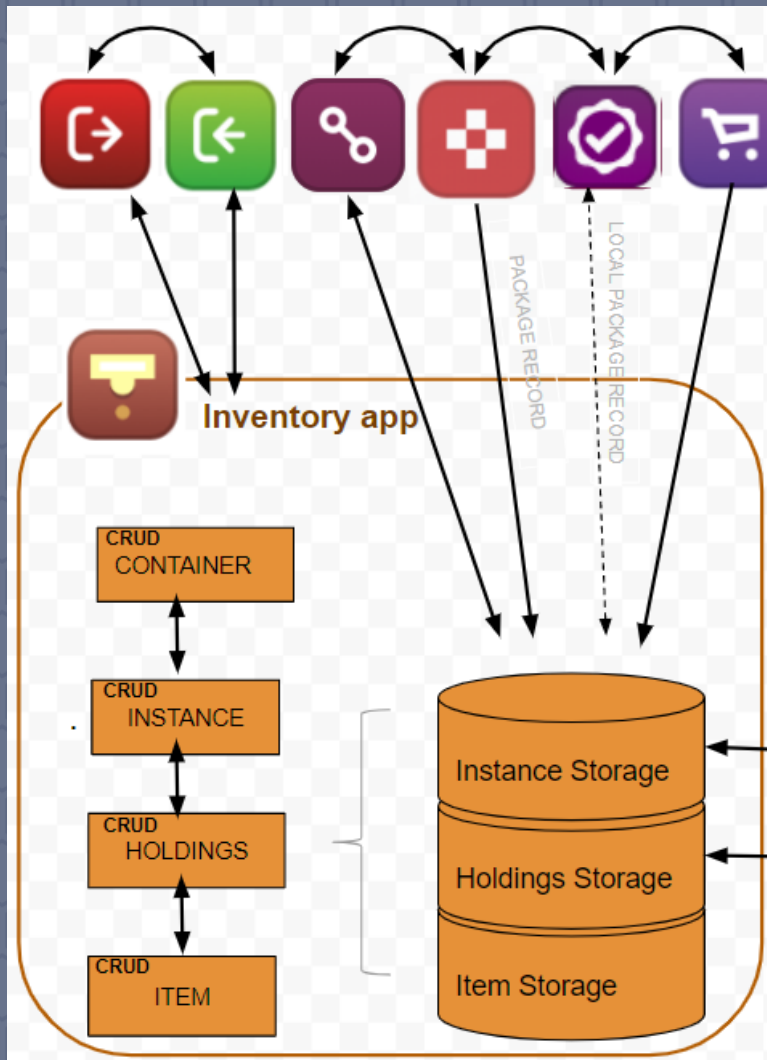 PACKAGE RECORD
LOCAL PACKAGE RECORD
Inventory app
CRUD
CONTAINER
CRUD
INSTANCE
CRUD
HOLDINGS
CRUD
ITEM
Instance Storage
Holdings Storage
Item Storage